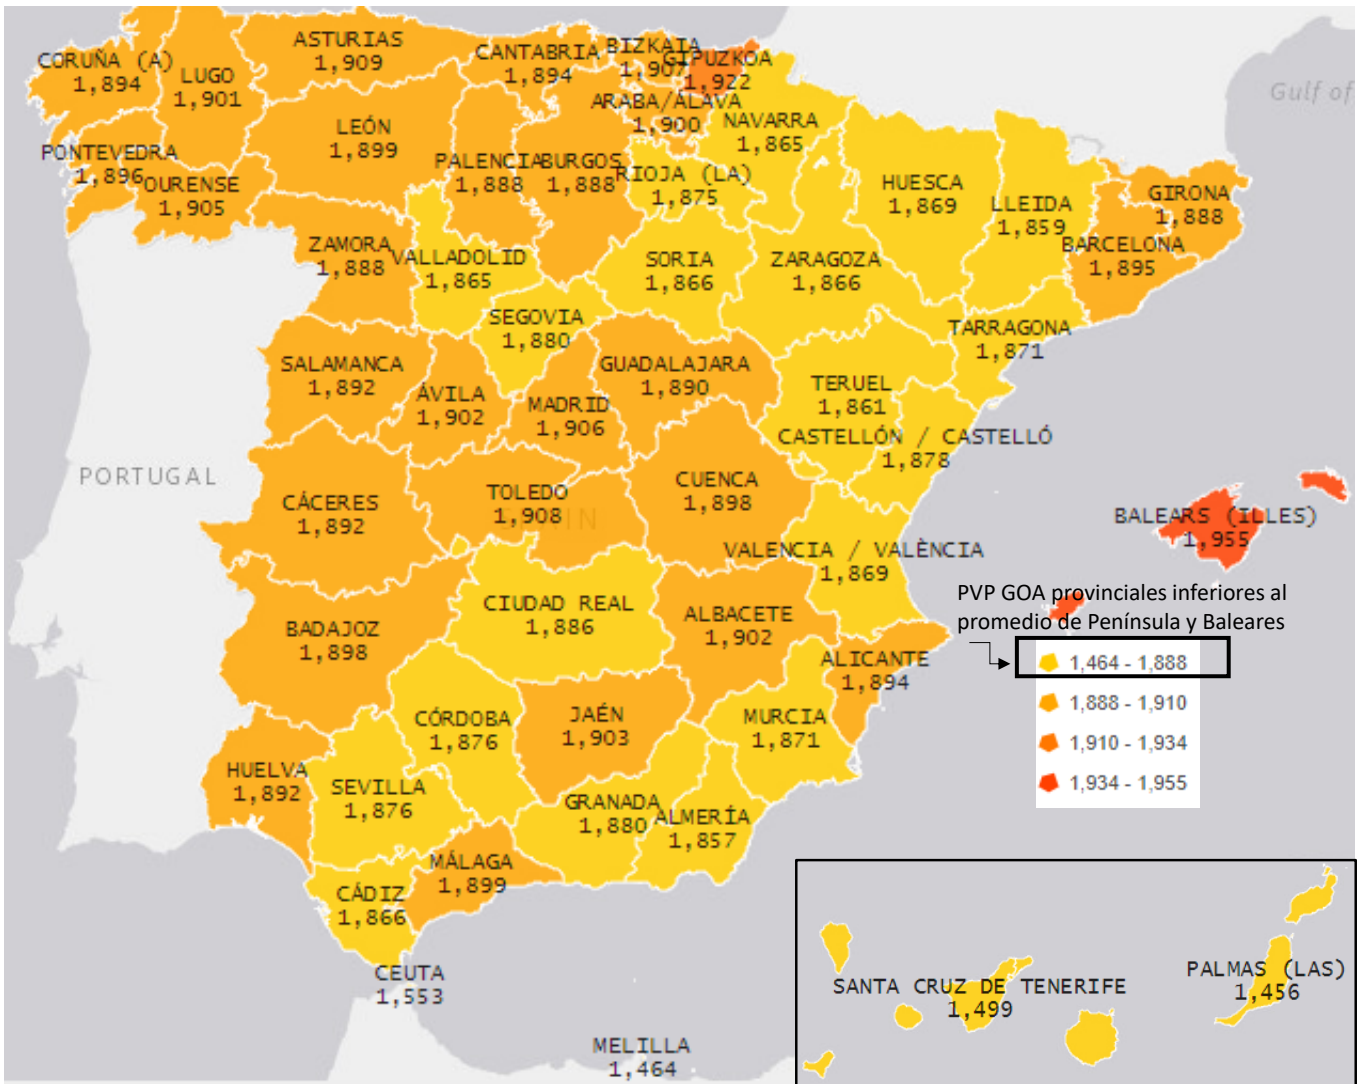 ASTURIAS
1,909
CORUÑA (A)
1,894
LUGO
1,901
CANTABRIA
1,894
BIZKAIA
1,907
GIPUZKOA
1,922
ARABA/ÁLAVA
1,900
NAVARRA
1,865
Gulf of
LEÓN
1,899
PONTEVEDRA
1,896
OURENSE
1,905
PALENCIA
1,888
BURGOS
1,888
RIOJA (LA)
1,875
HUESCA
1,869
LLEIDA
1,859
GIRONA
1,888
BARCELONA
1,895
ZAMORA
1,888
VALLADOLID
1,865
SORIA
1,866
ZARAGOZA
1,866
SEGOVIA
1,880
TARRAGONA
1,871
SALAMANCA
1,892
ÁVILA
1,902
MADRID
1,906
GUADALAJARA
1,890
TERUEL
1,861
CASTELLÓN / CASTELLÓ
1,878
PORTUGAL
CÁCERES
1,892
TOLEDO
1,908
CUENCA
1,898
VALENCIA / VALÈNCIA
1,869
BALEARS (ILLES)
1,955
BADAJOZ
1,898
CIUDAD REAL
1,886
ALBACETE
1,902
ALICANTE
1,894
PVP GOA provinciales inferiores al
promedio de Península y Baleares
1,464 - 1,888
1,888 - 1,910
1,910 - 1,934
1,934 - 1,955
HUELVA
1,892
SEVILLA
1,876
CÓRDOBA
1,876
JAÉN
1,903
MURCIA
1,871
GRANADA
1,880
ALMERÍA
1,857
CÁDIZ
1,866
MÁLAGA
1,899
CEUTA
1,553
MELILLA
1,464
SANTA CRUZ DE TENERIFE
1,499
PALMAS (LAS)
1,456